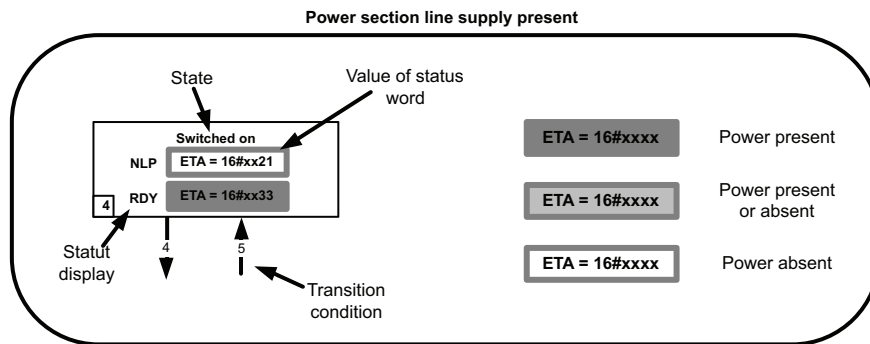 Power section line supply present
State
Value of status
word
Switched on
NLP ETA = 16#xx21
RDY ETA = 16#xx33
4
4
5
Statut
display
Transition
condition
ETA = 16#xxxx Power present
ETA = 16#xxxx Power present
or absent
ETA = 16#xxxx Power absent